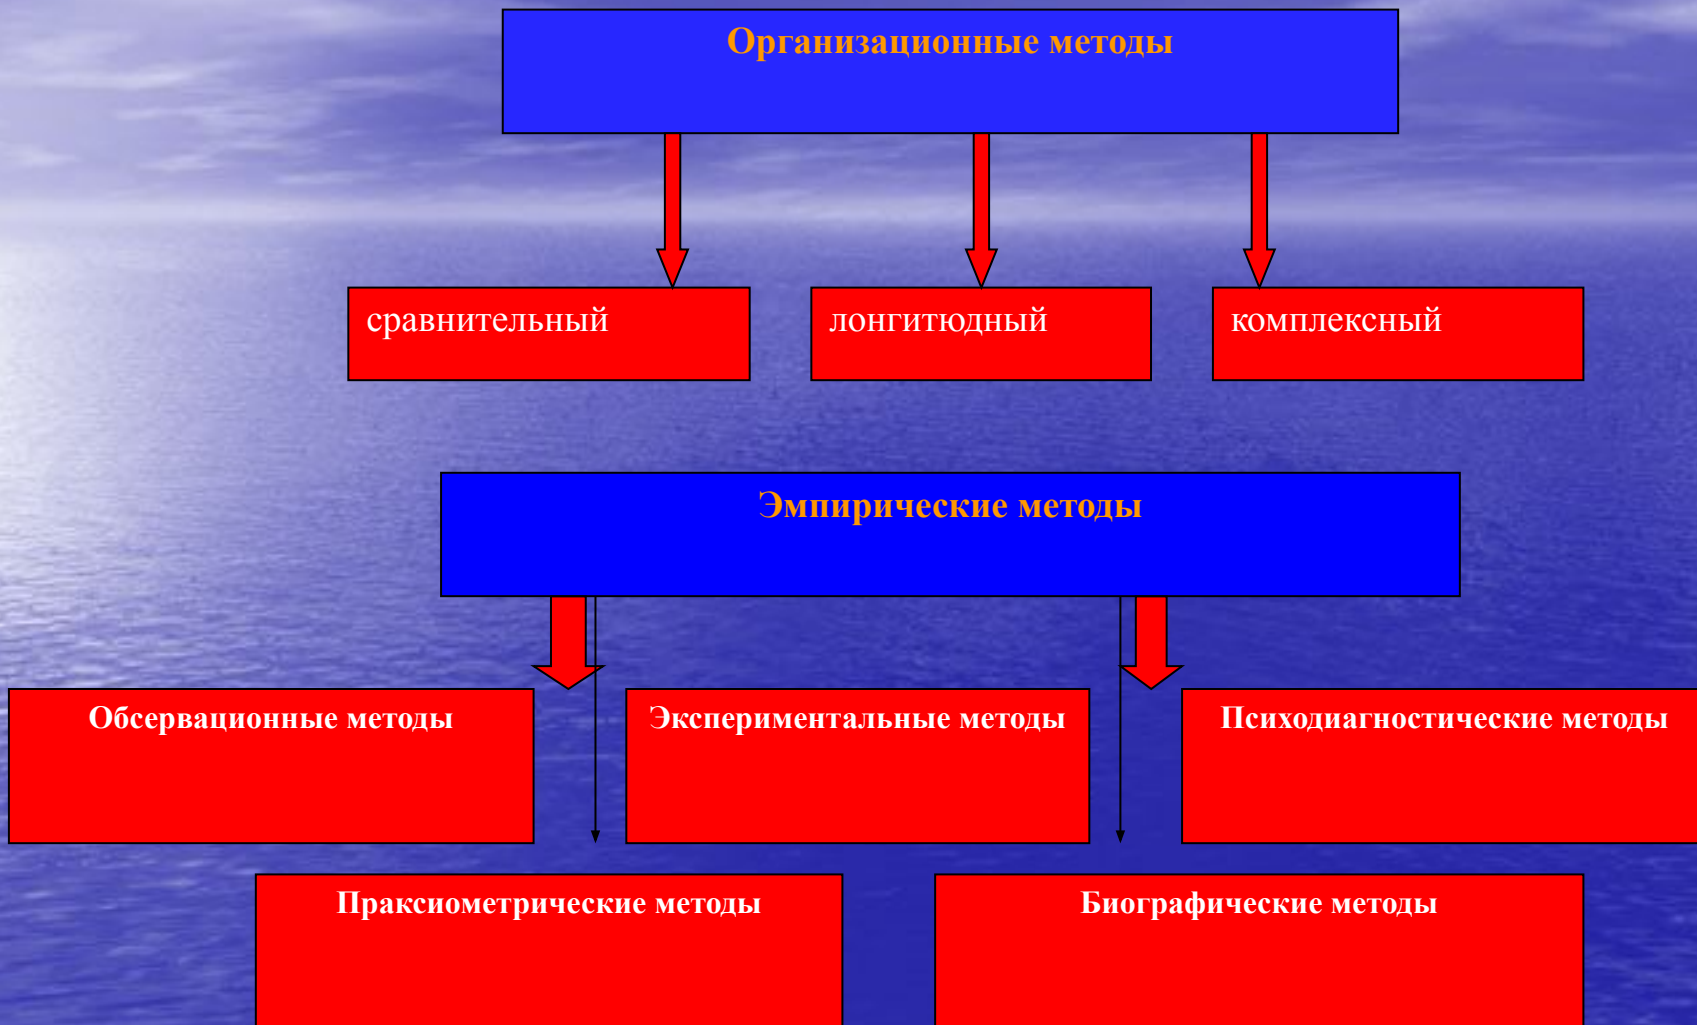 Организационные методы
сравнительный
лонгитюдный
комплексный
Эмпирические методы
Обсервационные методы
Экспериментальные методы
Психодиагностические методы
Праксиометрические методы
Биографические методы